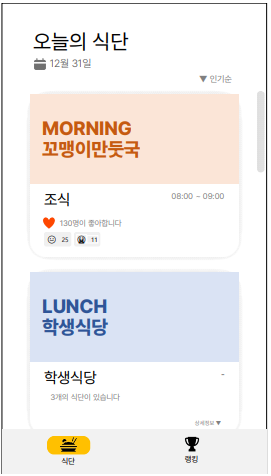 오늘의 식단
12월 31일
▼ 인기순
MORNING
꼬맹이만둣국
조식
08:00 ~ 09:00
130명이 좋아합니다
25 11
LUNCH
학생식당
학생식당
-
3개의 식단이 있습니다
상세정보 ▼
식단
랭킹